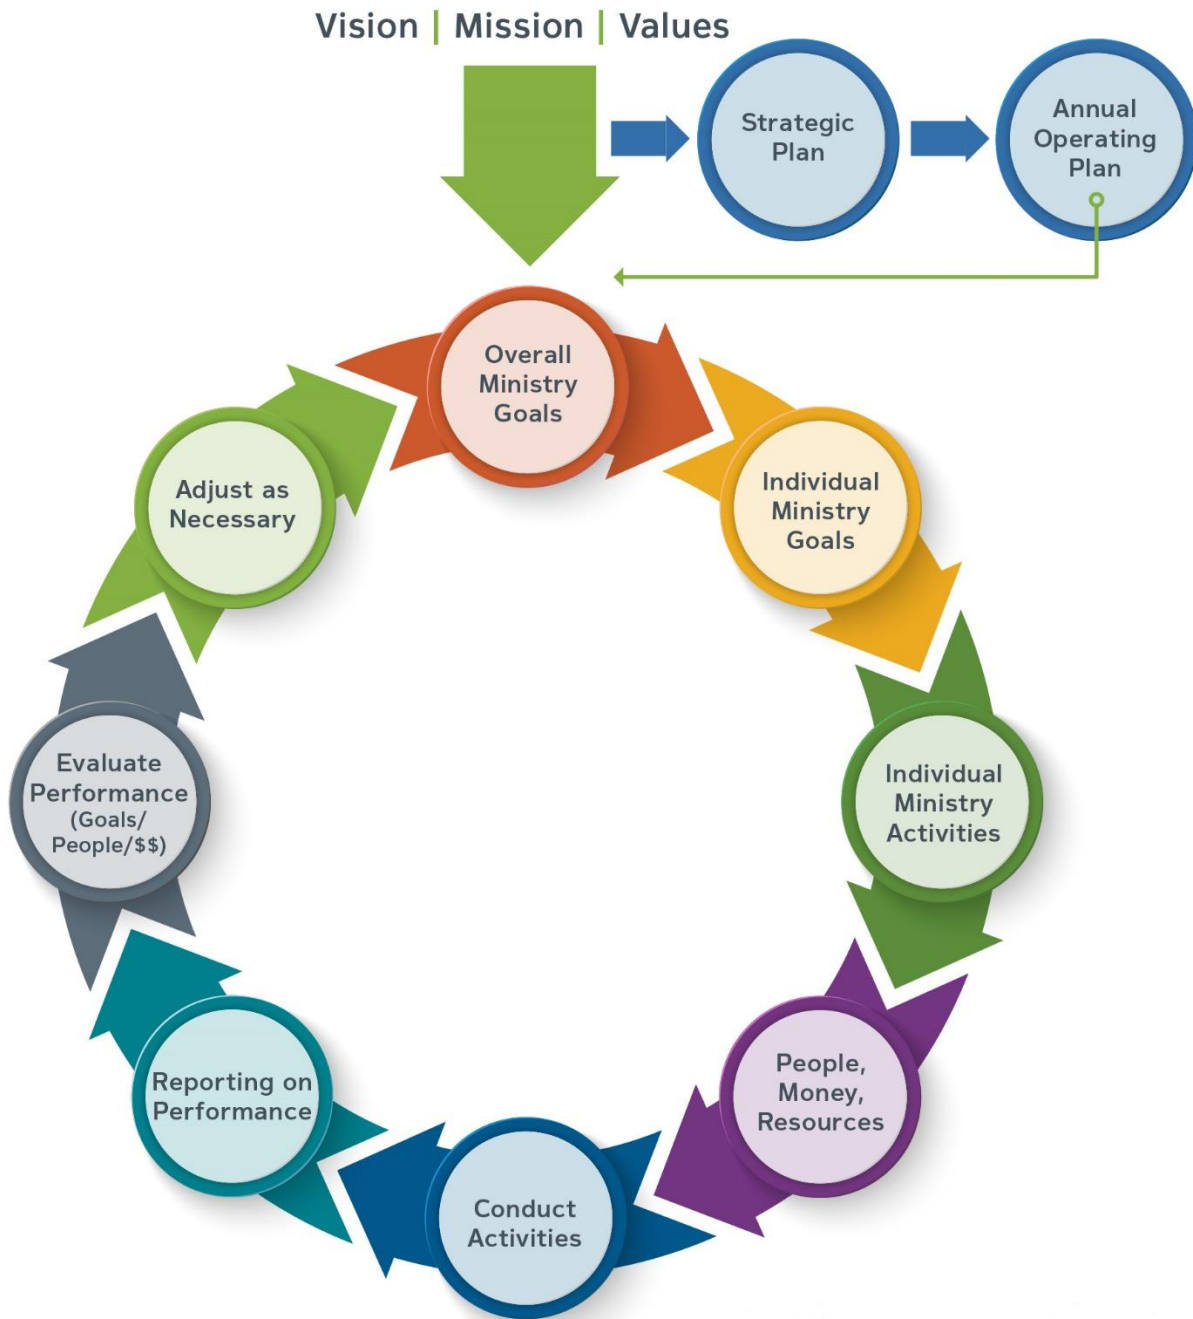 Vision | Mission | Values
Strategic
Plan
Annual
Operating
Plan
Overall
Ministry
Goals
Individual
Ministry
Goals
Individual
Ministry
Activities
People,
Money,
Resources
Conduct
Activities
Reporting on
Performance
Evaluate
Performance
(Goals/
People/$$)
Adjust as
Necessary